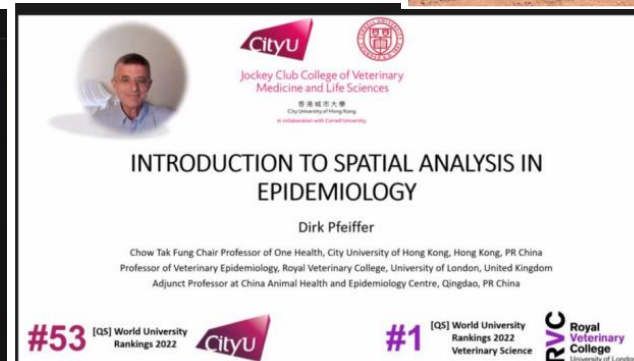 CityU
Jockey Club College of Veterinary
Medicine and Life Sciences
香港城市大學
City University of Hong Kong
in collaboration with Cornell University
INTRODUCTION TO SPATIAL ANALYSIS IN
EPIDEMIOLOGY
Dirk Pfeiffer
Chow Tak Fung Chair Professor of One Health, City University of Hong Kong, Hong Kong, PR China
Professor of Veterinary Epidemiology, Royal Veterinary College, University of London, United Kingdom
Adjunct Professor at China Animal Health and Epidemiology Centre, Qingdao, PR China
#53
[QS] World University
Rankings 2022
CityU
#1
[QS] World University
Rankings 2022
Veterinary Science
RVC
Royal
Veterinary
College
University of London